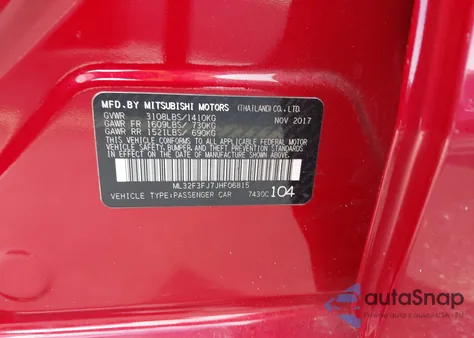 MFD.BY MITSUBISHI MOTORS (THAILAND) CO., LTD.
GVWR 3108LBS/1410KG NOV 2017
GAWR FR 1609LBS/ 730KG
GAWR RR 1521LBS/ 690KG
THIS VEHICLE CONFORMS TO ALL APPLICABLE FEDERAL MOTOR
VEHICLE SAFETY, BUMPER, AND THEFT PREVENTION STANDARDS
IN EFFECT ON THE DATE OF MANUFACTURE SHOWN ABOVE.
ML32F3FJ7JHF06815
VEHICLE TYPE:PASSENGER CAR 7430C 104
autoSnap